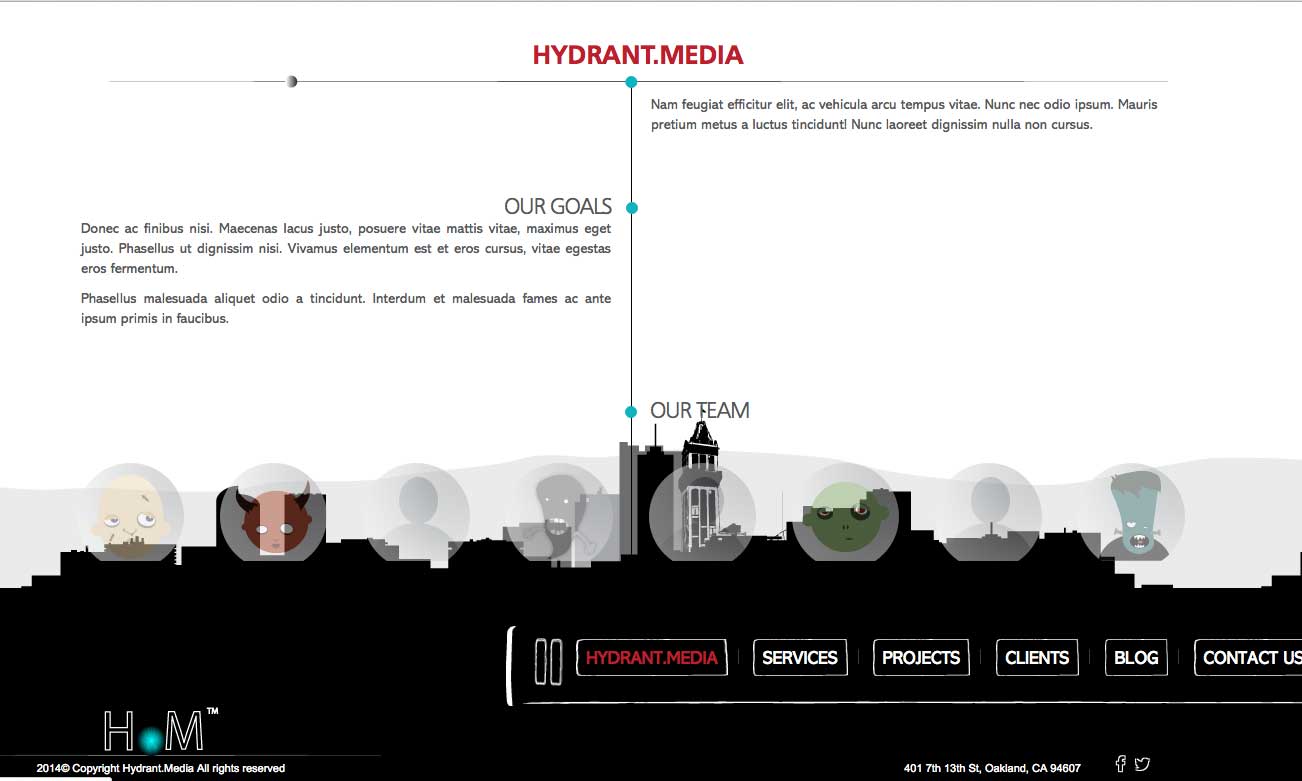 HYDRANT.MEDIA
Nam feugiat efficitur elit, ac vehicula arcu tempus vitae. Nunc nec odio ipsum. Mauris
pretium metus a luctus tincidunt! Nunc laoreet dignissim nulla non cursus.
OUR GOALS
Donec ac finibus nisi. Maecenas lacus justo, posuere vitae mattis vitae, maximus eget
justo. Phasellus ut dignissim nisi. Vivamus elementum est et eros cursus, vitae egestas
eros fermentum.
Phasellus malesuada aliquet odio a tincidunt. Interdum et malesuada fames ac ante
ipsum primis in faucibus.
OUR TEAM
HYDRANT.MEDIA SERVICES PROJECTS CLIENTS BLOG CONTACT US
H M ™
2014© Copyright Hydrant.Media All rights reserved
401 7th 13th St, Oakland, CA 94607